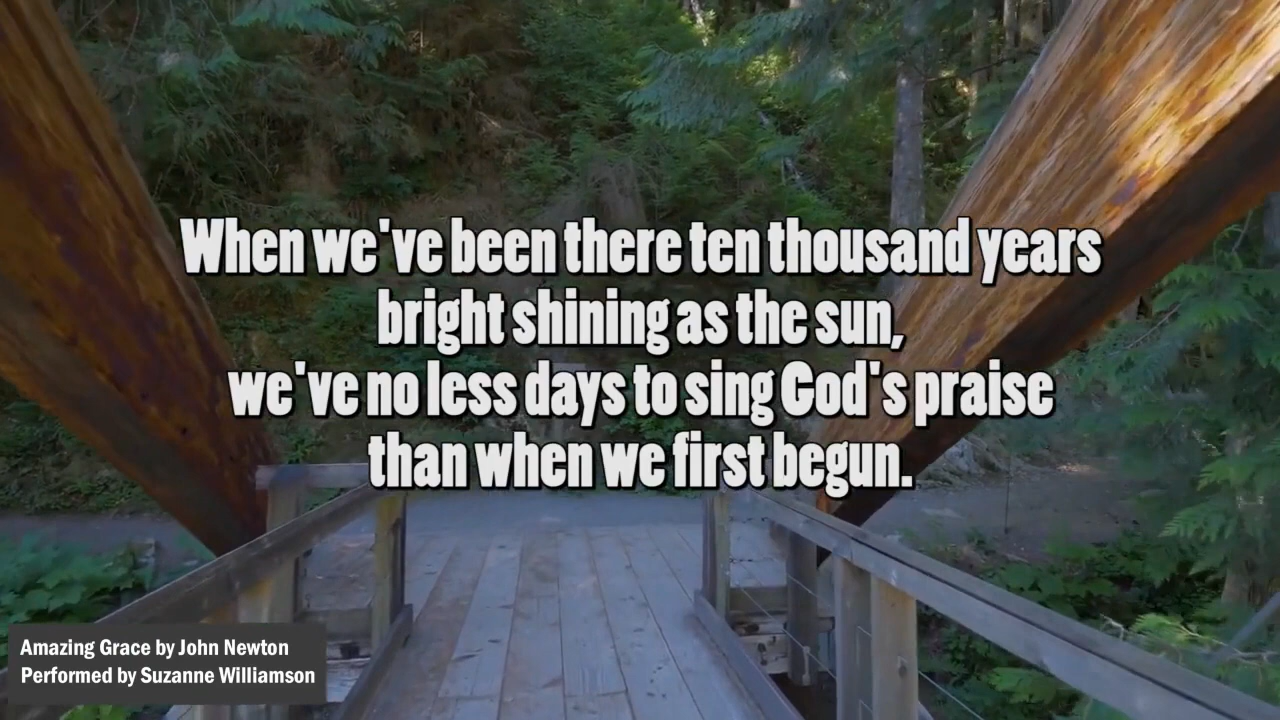 When we've been there ten thousand years
bright shining as the sun,
we've no less days to sing God's praise
than when we first begun.
Amazing Grace by John Newton
Performed by Suzanne Williamson